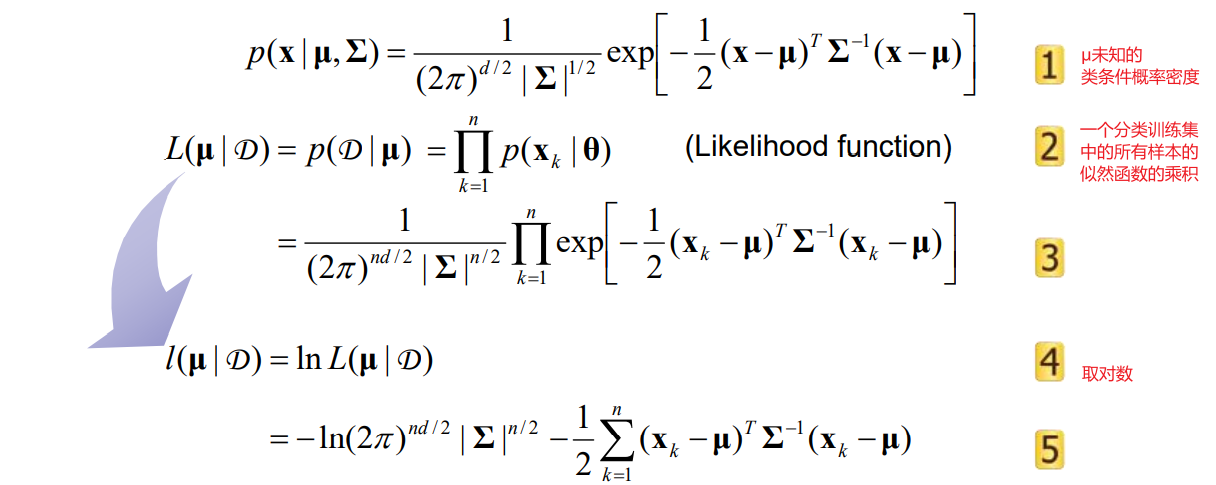 p(x | μ, Σ) = 1 / ((2π)^{d/2} | Σ |^{1/2}) exp[ − 1/2 (x − μ)^T Σ^{−1} (x − μ) ]
1
μ未知的
类条件概率密度
L(μ | 𝒟) = p(𝒟 | μ) = ∏_{k=1}^{n} p(x_k | θ) (Likelihood function)
2
一个分类训练集
中的所有样本的
似然函数的乘积
= 1 / ((2π)^{nd/2} | Σ |^{n/2}) ∏_{k=1}^{n} exp[ − 1/2 (x_k − μ)^T Σ^{−1} (x_k − μ) ]
3
l(μ | 𝒟) = ln L(μ | 𝒟)
4
取对数
= −ln(2π)^{nd/2} | Σ |^{n/2} − 1/2 ∑_{k=1}^{n} (x_k − μ)^T Σ^{−1} (x_k − μ)
5